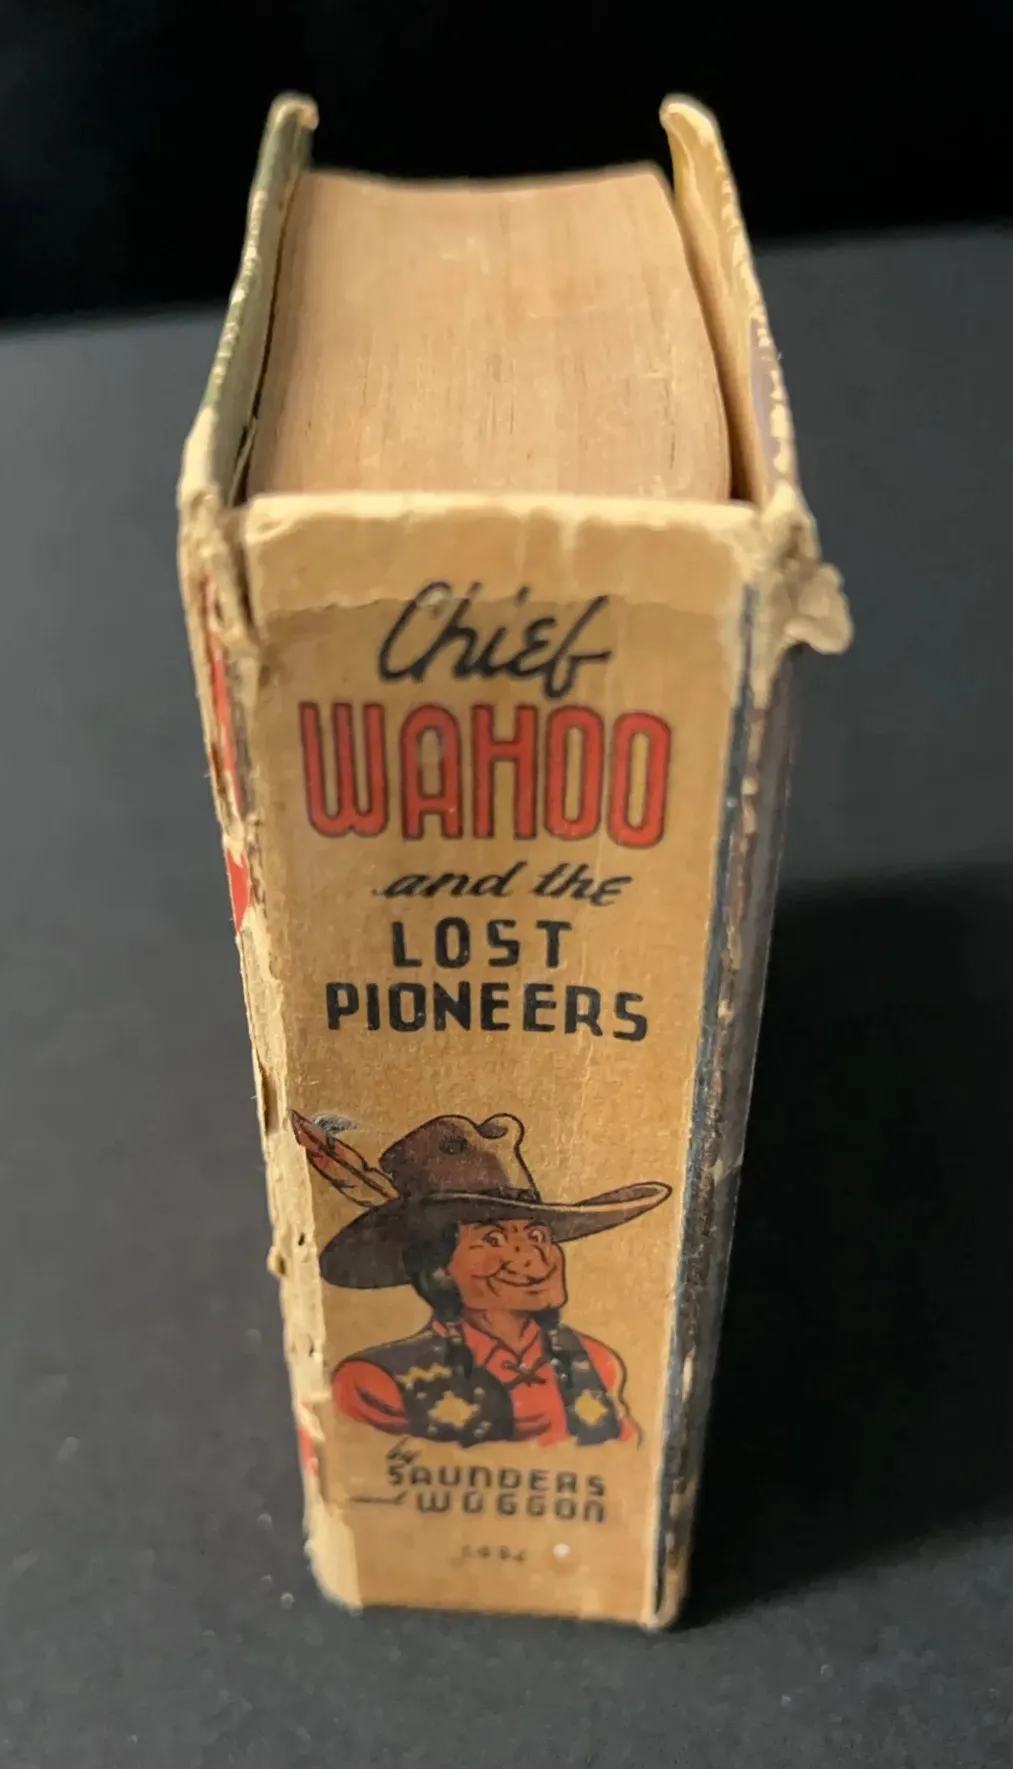 Chief
WAHOO
and the
LOST
PIONEERS
by
SAUNDERS
and WOGGON